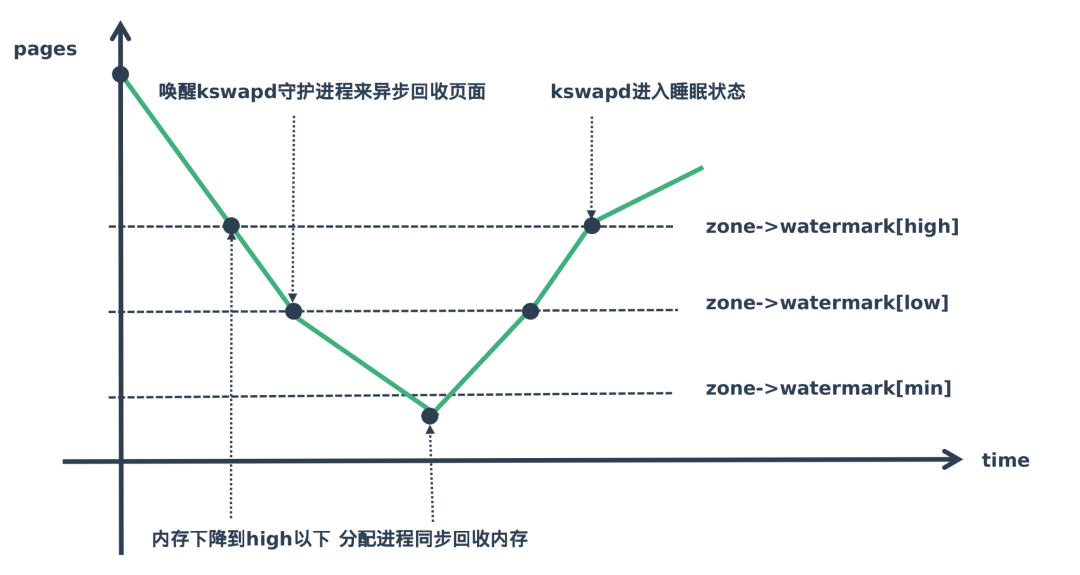 pages
唤醒kswapd守护进程来异步回收页面
kswapd进入睡眠状态
zone->watermark[high]
zone->watermark[low]
zone->watermark[min]
time
内存下降到high以下
分配进程同步回收内存